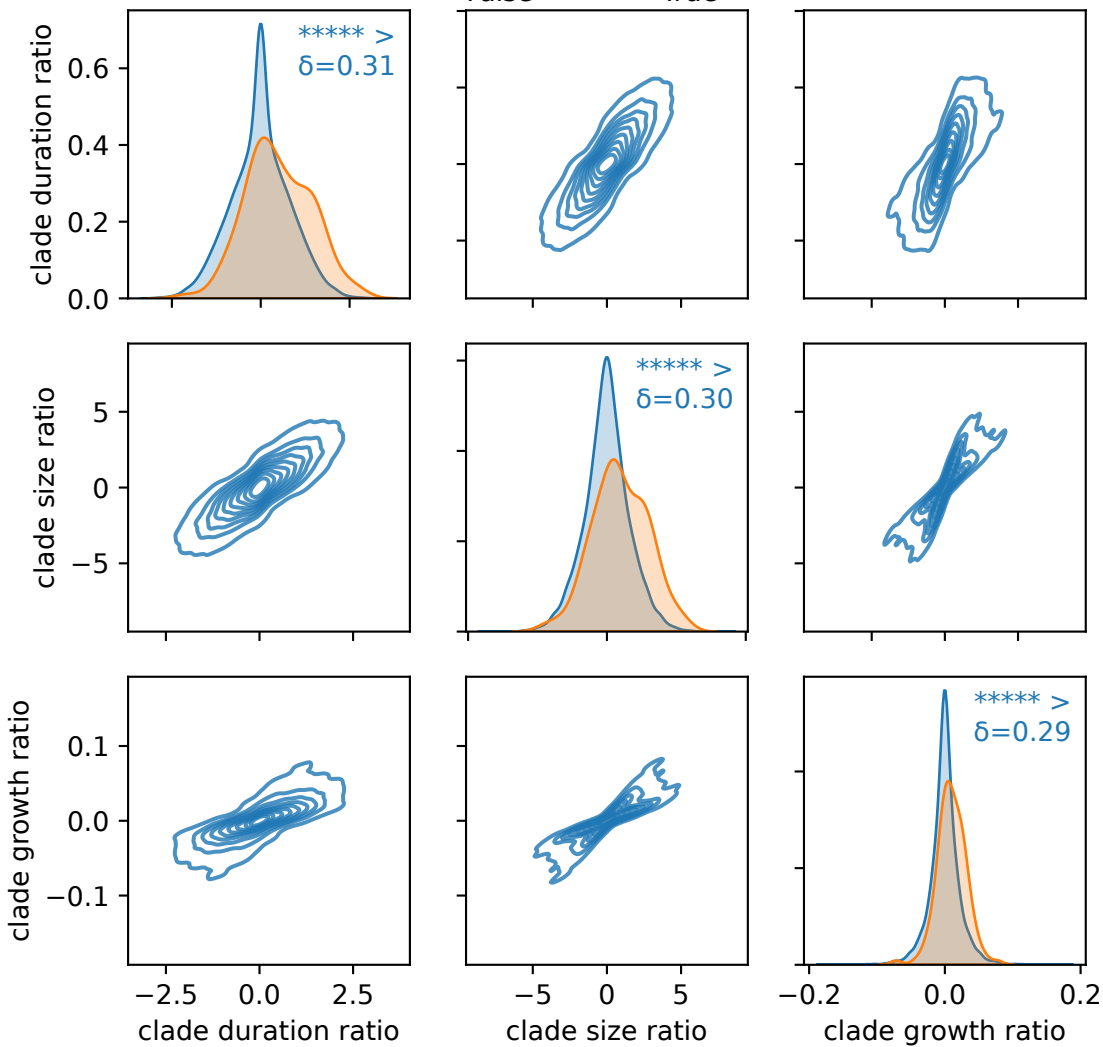 clade duration ratio
0.6
0.4
0.2
0.0
***** >
δ=0.31
clade size ratio
5
0
−5
***** >
δ=0.30
clade growth ratio
0.1
0.0
−0.1
***** >
δ=0.29
−2.5 0.0 2.5
−5 0 5
−0.2 0.0 0.2
clade duration ratio
clade size ratio
clade growth ratio